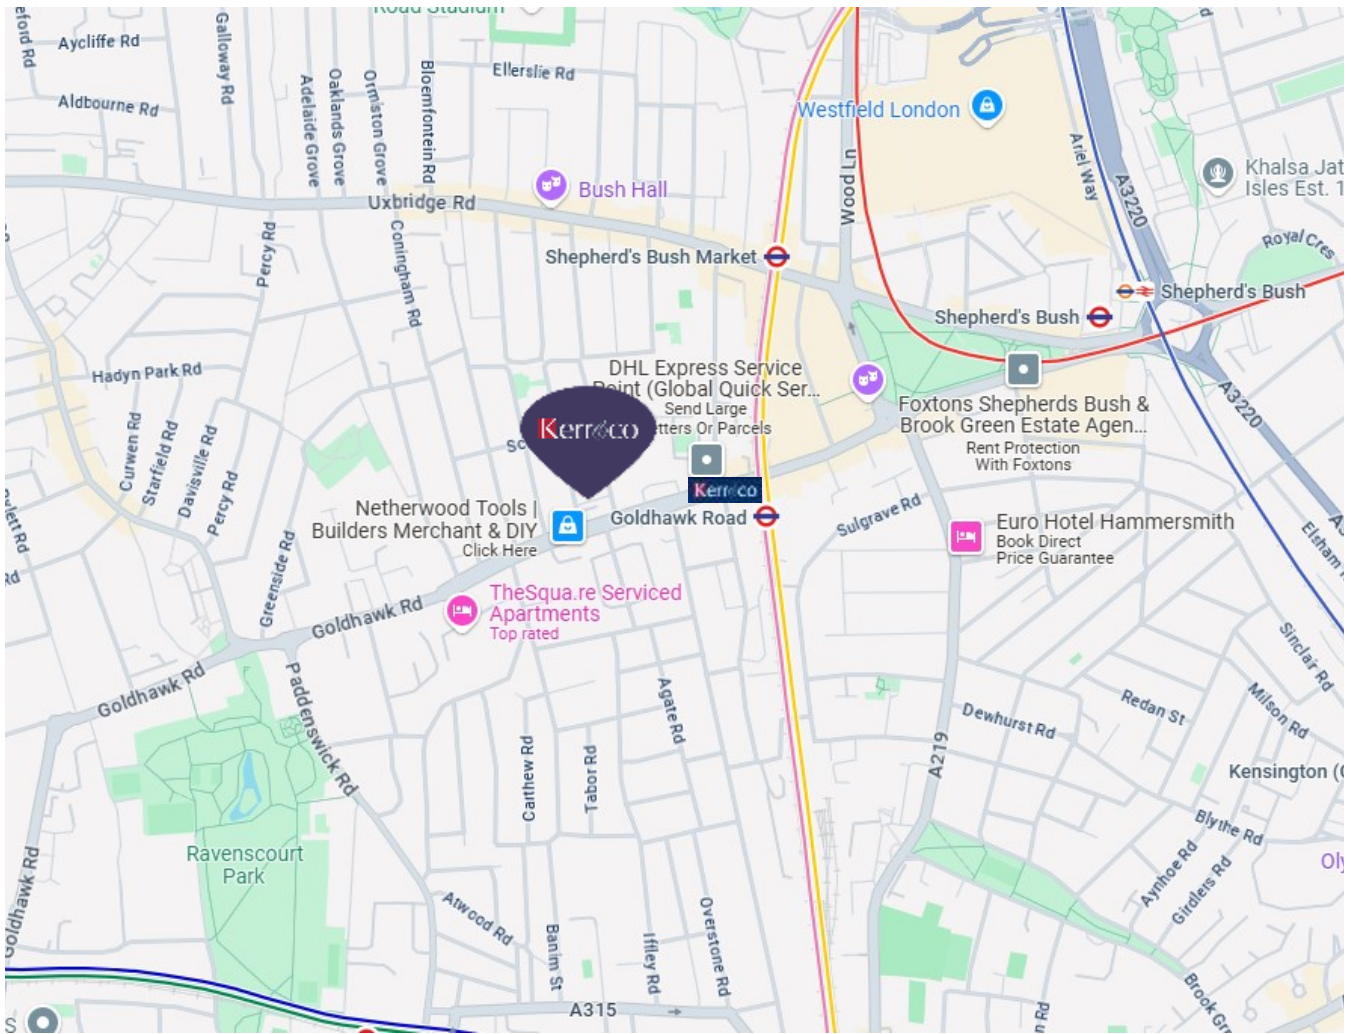 Road Stadium
Aycliffe Rd
Galloway Rd
Adelaide Grove
Oaklands Grove
Ormiston Grove
Bloemfontein Rd
Ellerslie Rd
Aldbourne Rd
Westfield London
Wood Ln
Ariel Way
A3220
Khalsa Jat
Isles Est. 1
Bush Hall
Uxbridge Rd
Percy Rd
Coningham Rd
Shepherd's Bush Market
Royal Cres
Shepherd's Bush
Shepherd's Bush
Hadyn Park Rd
DHL Express Service
Point (Global Quick Ser...
Send Large
etters Or Parcels
Foxtons Shepherds Bush &
Brook Green Estate Agen...
Rent Protection
With Foxtons
A3220
Curwen Rd
Starfield Rd
Davisville Rd
Percy Rd
Kerr&co
Kerr&co
Netherwood Tools |
Builders Merchant & DIY
Click Here
Goldhawk Road
Sulgrave Rd
Euro Hotel Hammersmith
Book Direct
Price Guarantee
Greenside Rd
Goldhawk Rd
TheSqua.re Serviced
Apartments
Top rated
Sinclair Rd
Goldhawk Rd
Paddenswick Rd
Agate Rd
Redan St
Milson Rd
Dewhurst Rd
Carthew Rd
Tabor Rd
A219
Kensington (
Blythe Rd
Ravenscourt
Park
Aynhoe Rd
Girdlers Rd
Goldhawk Rd
Atwood Rd
Banim St
Iffley Rd
Overstone Rd
A315